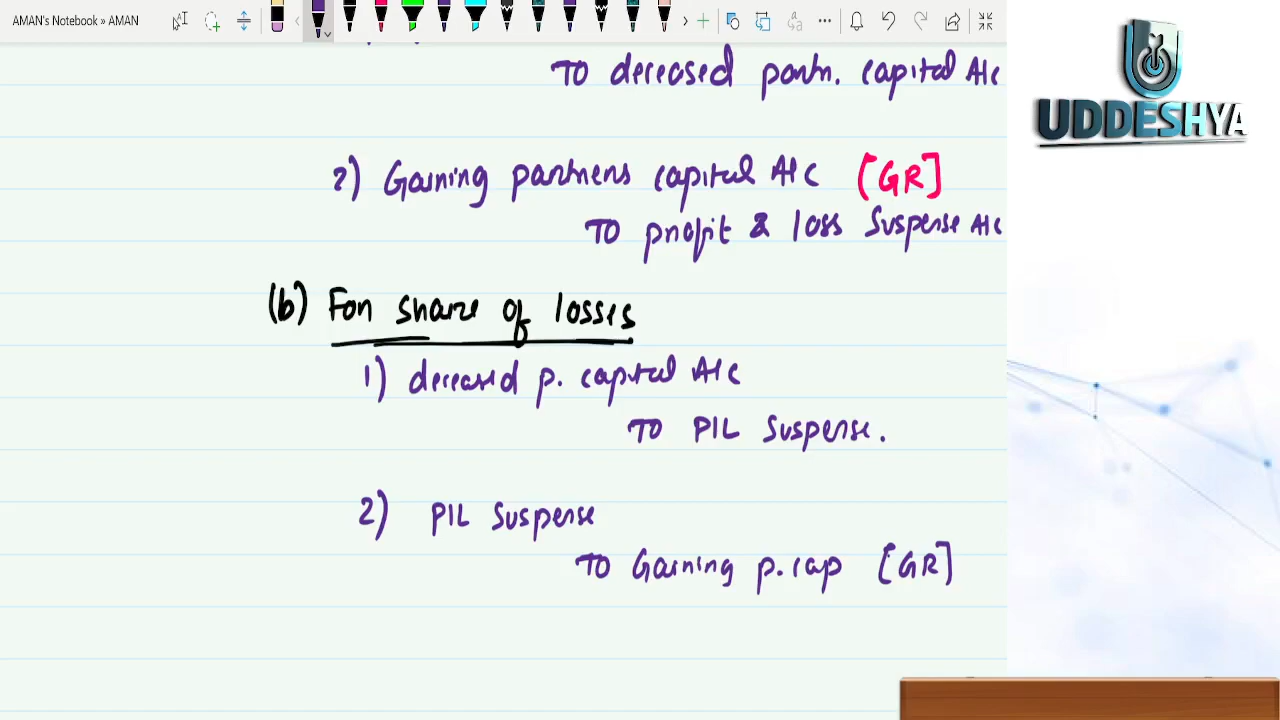 AMAN's Notebook » AMAN
UDDESHYA
To deceased partn. capital A/c
2) Gaining partners capital A/c [GR]
To profit & loss Suspense A/c
(b) For share of losses
1) deceased p. capital A/c
To P/L Suspense.
2) P/L Suspense
To Gaining p. cap [GR]